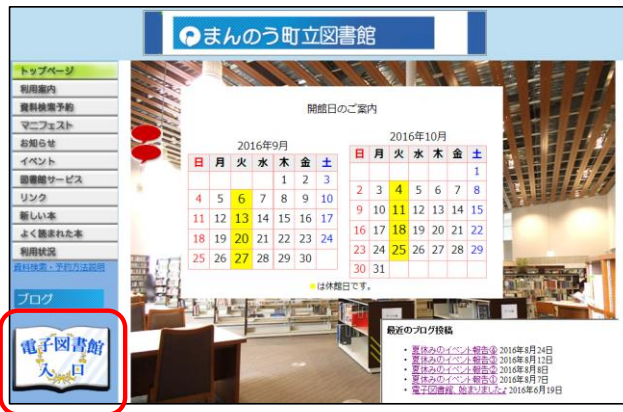 まんのう町立図書館
トップページ
利用案内
資料検索予約
マニフェスト
お知らせ
イベント
図書館サービス
リンク
新しい本
よく読まれた本
利用状況
資料検索・予約方法説明
ブログ
電子図書館
入口
開館日のご案内
2016年9月
日 月 火 水 木 金 土
1 2 3
4 5 6 7 8 9 10
11 12 13 14 15 16 17
18 19 20 21 22 23 24
25 26 27 28 29 30
2016年10月
日 月 火 水 木 金 土
1
2 3 4 5 6 7 8
9 10 11 12 13 14 15
16 17 18 19 20 21 22
23 24 25 26 27 28 29
30 31
■は休館日です。
最近のブログ投稿
・夏休みのイベント報告④ 2016年8月24日
・夏休みのイベント報告③ 2016年8月12日
・夏休みのイベント報告② 2016年8月8日
・夏休みのイベント報告① 2016年8月7日
・電子図書館、始まりました♪ 2016年6月19日